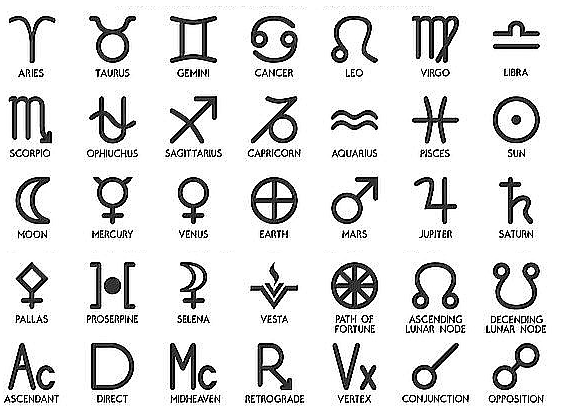 ARIES TAURUS GEMINI CANCER LEO VIRGO LIBRA
SCORPIO OPHIUCHUS SAGITTARIUS CAPRICORN AQUARIUS PISCES SUN
MOON MERCURY VENUS EARTH MARS JUPITER SATURN
PALLAS PROSERPINE SELENA VESTA PATH OF FORTUNE ASCENDING LUNAR NODE DECENDING LUNAR NODE
Ac D Mc R Vx
ASCENDANT DIRECT MIDHEAVEN RETROGRADE VERTEX CONJUNCTION OPPOSITION